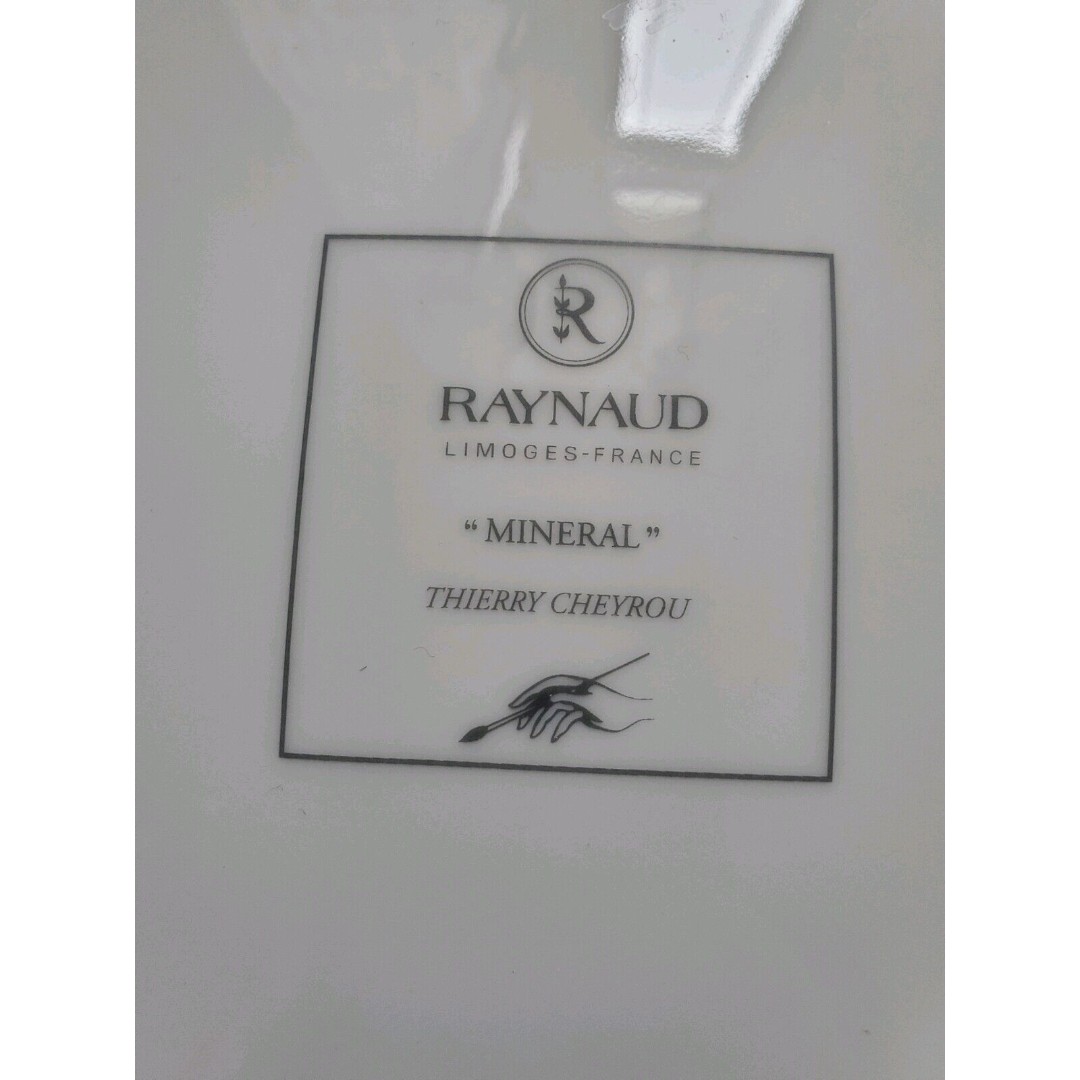 R
RAYNAUD
LIMOGES-FRANCE
“MINERAL”
THIERRY CHEYROU